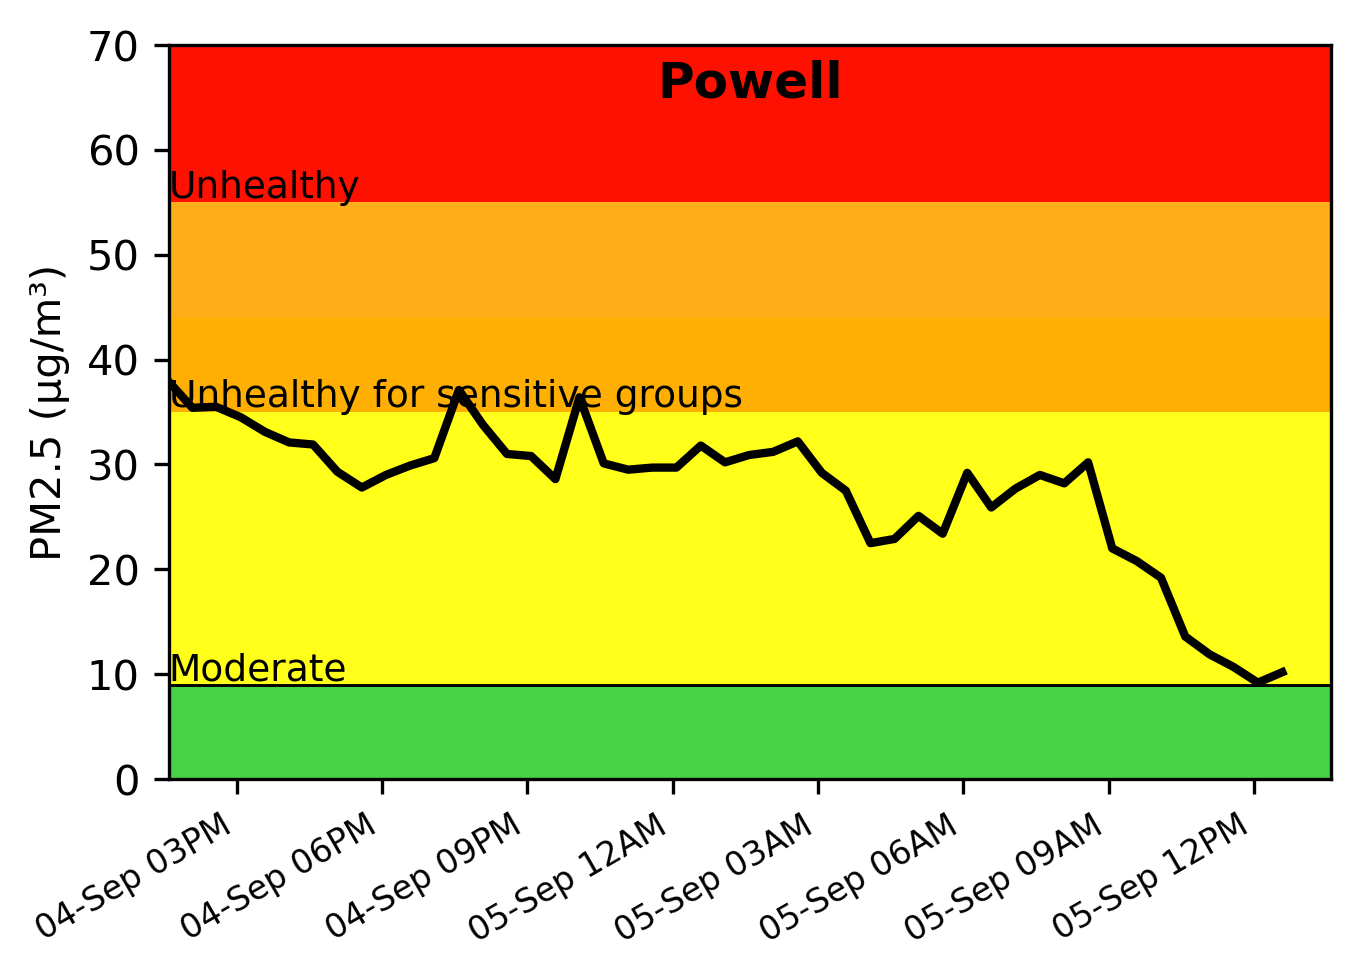 Powell
PM2.5 (µg/m³)
70
60
50
40
30
20
10
0
Unhealthy
Unhealthy for sensitive groups
Moderate
04-Sep 03PM
04-Sep 06PM
04-Sep 09PM
05-Sep 12AM
05-Sep 03AM
05-Sep 06AM
05-Sep 09AM
05-Sep 12PM